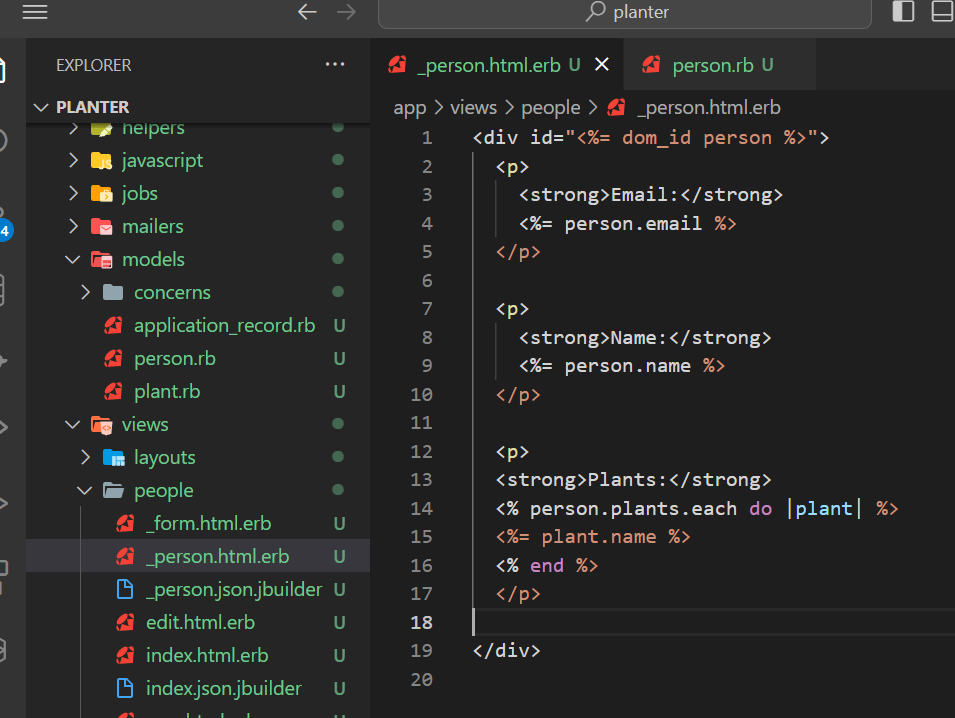 planter
EXPLORER
...
_person.html.erb U
person.rb U
PLANTER
app > views > people > _person.html.erb
helpers
javascript
jobs
4
mailers
models
concerns
application_record.rb U
person.rb U
plant.rb U
views
layouts
people
_form.html.erb U
_person.html.erb U
_person.json.jbuilder U
edit.html.erb U
index.html.erb U
index.json.jbuilder U
1 <div id="<%= dom_id person %>">
2   <p>
3     <strong>Email:</strong>
4     <%= person.email %>
5   </p>
6
7   <p>
8     <strong>Name:</strong>
9     <%= person.name %>
10   </p>
11
12   <p>
13   <strong>Plants:</strong>
14   <% person.plants.each do |plant| %>
15   <%= plant.name %>
16   <% end %>
17   </p>
18
19 </div>
20